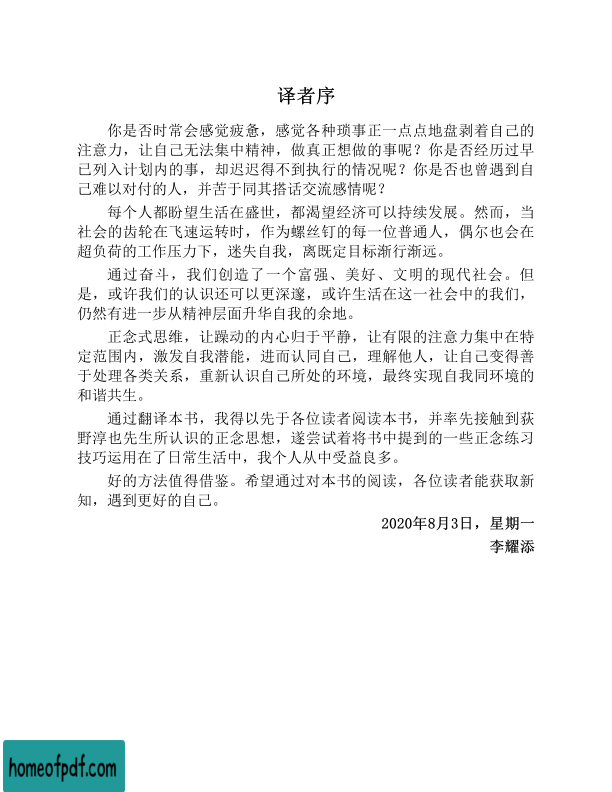 译者序
你是否时常会感觉疲惫，感觉各种琐事正一点点地盘剥着自己的
注意力，让自己无法集中精神，做真正想做的事呢？你是否经历过早
已列入计划内的事，却迟迟得不到执行的情况呢？你是否也曾遇到自
己难以对付的人，并苦于同其搭话交流感情呢？
每个人都盼望生活在盛世，都渴望经济可以持续发展。然而，当
社会的齿轮在飞速运转时，作为螺丝钉的每一位普通人，偶尔也会在
超负荷的工作压力下，迷失自我，离既定目标渐行渐远。
通过奋斗，我们创造了一个富强、美好、文明的现代社会。但
是，或许我们的认识还可以更深邃，或许生活在这一社会中的我们，
仍然有进一步从精神层面升华自我的余地。
正念式思维，让躁动的内心归于平静，让有限的注意力集中在特
定范围内，激发自我潜能，进而认同自己，理解他人，让自己变得善
于处理各类关系，重新认识自己所处的环境，最终实现自我同环境的
和谐共生。
通过翻译本书，我得以先于各位读者阅读本书，并率先接触到荻
野淳也先生所认识的正念思想，遂尝试着将书中提到的一些正念练习
技巧运用在了日常生活中，我个人从中受益良多。
好的方法值得借鉴。希望通过对本书的阅读，各位读者能获取新
知，遇到更好的自己。
2020年8月3日，星期一
李耀添
homeofpdf.com